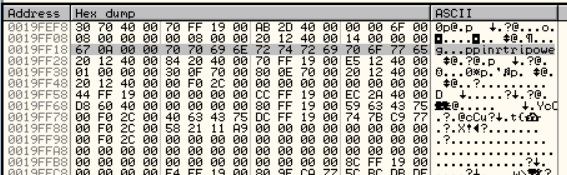 Address Hex dump ASCII
0019FEF8 30 70 40 00 70 FF 19 00 AB 2D 40 00 00 00 6F 00
0019FF08 08 00 00 00 08 00 00 00 20 12 40 00 14 00 00 00
0019FF18 67 0A 00 00 70 70 69 6E 72 74 72 69 70 6F 77 65 g...ppinrtripowe
0019FF28 20 12 40 00 84 20 40 00 70 FF 19 00 E5 12 40 00
0019FF38 01 00 00 00 30 0F 70 00 80 0E 70 00 20 12 40 00
0019FF48 20 12 40 00 F0 2C 00 00 00 00 00 00 00 00 00 00
0019FF58 44 FF 19 00 00 00 00 00 CC FF 19 00 EC 2A 40 00
0019FF68 D8 60 40 00 00 00 00 00 80 FF 19 00 59 63 43 75
0019FF78 00 F0 2C 00 40 63 43 75 DC FF 19 00 74 7B C9 77
0019FF88 00 F0 2C 00 58 21 11 A9 00 00 00 00 00 00 00 00
0019FF98 00 F0 2C 00 00 00 00 00 00 00 00 00 00 00 00 00
0019FFA8 00 00 00 00 00 00 00 00 00 00 00 00 00 00 00 00
0019FFB8 00 00 00 00 00 00 00 00 00 00 00 00 8C FF 19 00